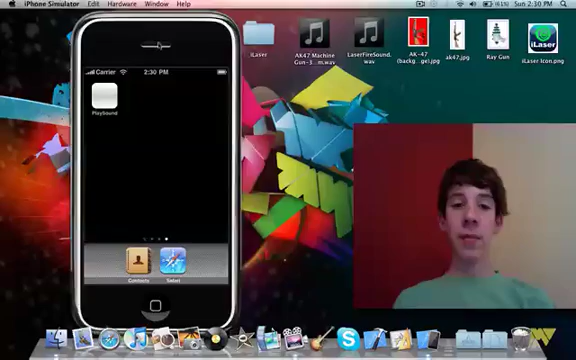 iPhone Simulator Edit Hardware Window Help
Sun 2:30 PM
iLaser
AK47 Machine
Gun-3...m.wav
LaserFireSound.
wav
AK-47
(backg...ge).jpg
ak47.jpg
Ray Gun
iLaser Icon.png
iLaser
Carrier
2:30 PM
PlaySound
Contacts
Safari